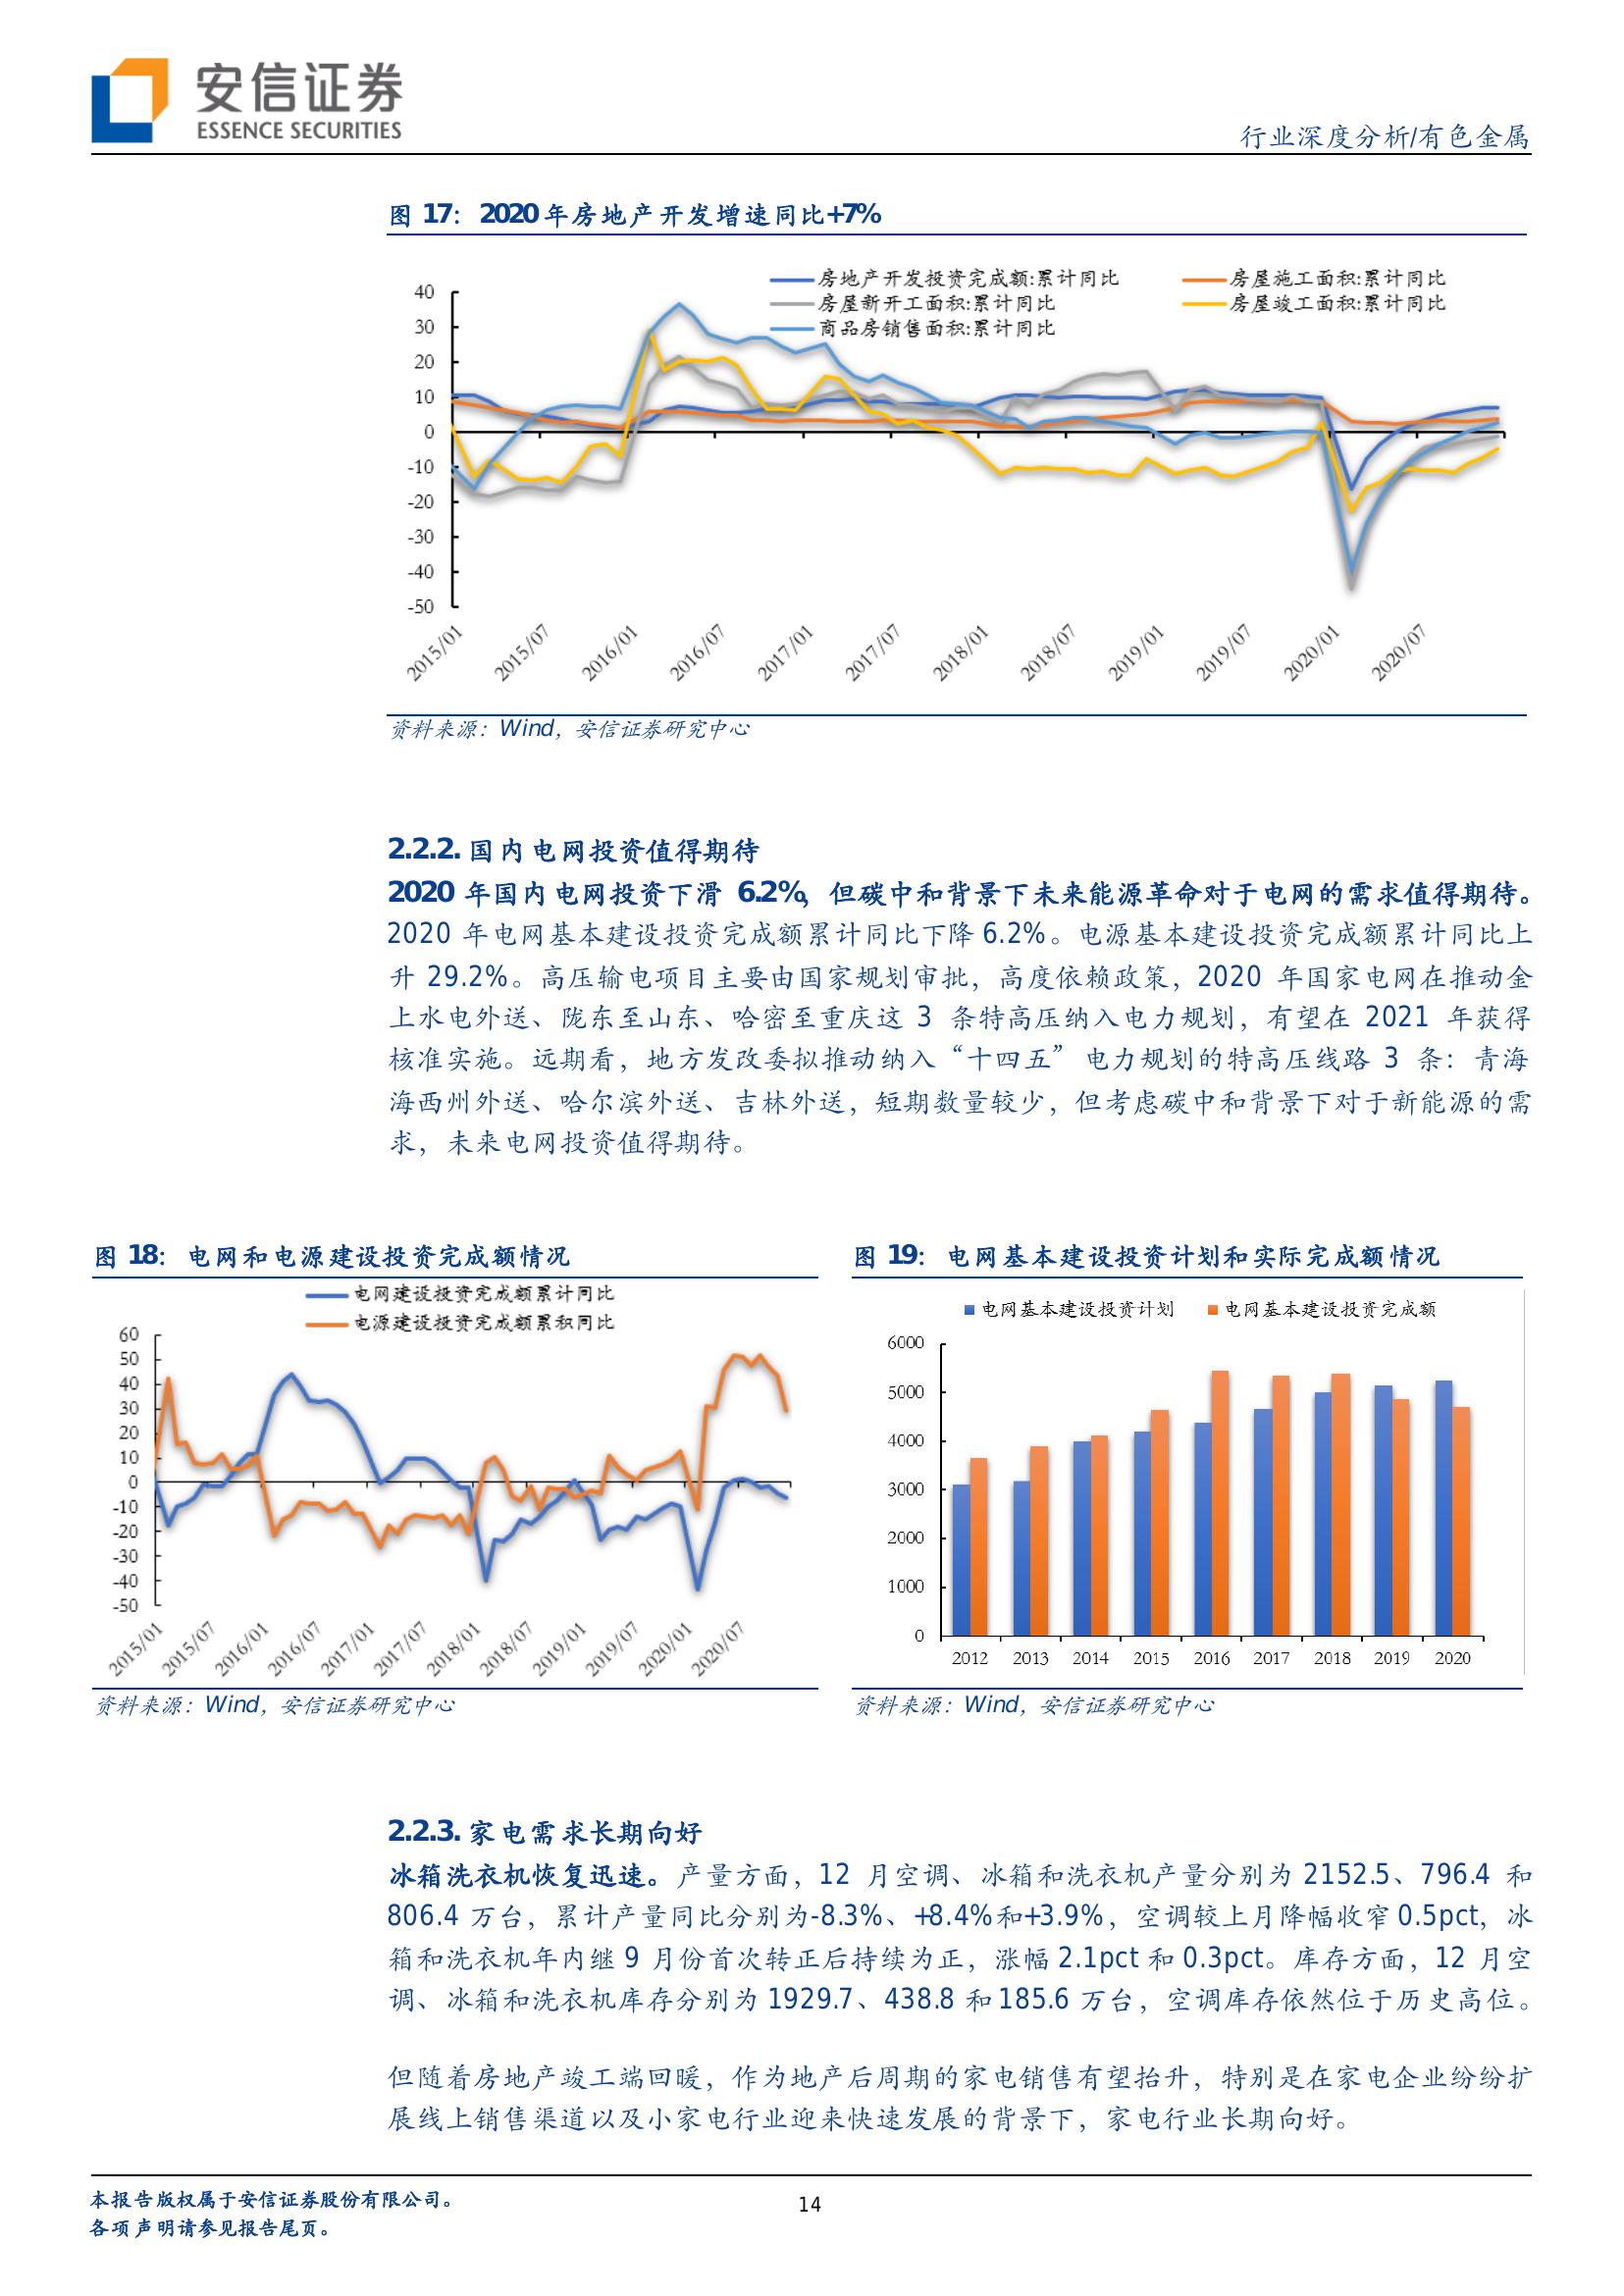 安信证券
ESSENCE SECURITIES
行业深度分析/有色金属
图 17：2020 年房地产开发增速同比+7%
房地产开发投资完成额:累计同比
房屋施工面积:累计同比
房屋新开工面积:累计同比
房屋竣工面积:累计同比
商品房销售面积:累计同比
40
30
20
10
0
-10
-20
-30
-40
-50
2015/01 2015/07 2016/01 2016/07 2017/01 2017/07 2018/01 2018/07 2019/01 2019/07 2020/01 2020/07
资料来源：Wind，安信证券研究中心
2.2.2. 国内电网投资值得期待
2020 年国内电网投资下滑 6.2%，但碳中和背景下未来能源革命对于电网的需求值得期待。
2020 年电网基本建设投资完成额累计同比下降 6.2%。电源基本建设投资完成额累计同比上
升 29.2%。高压输电项目主要由国家规划审批，高度依赖政策，2020 年国家电网在推动金
上水电外送、陇东至山东、哈密至重庆这 3 条特高压纳入电力规划，有望在 2021 年获得
核准实施。远期看，地方发改委拟推动纳入“十四五”电力规划的特高压线路 3 条：青海
海西州外送、哈尔滨外送、吉林外送，短期数量较少，但考虑碳中和背景下对于新能源的需
求，未来电网投资值得期待。
图 18：电网和电源建设投资完成额情况
电网建设投资完成额累计同比
电源建设投资完成额累积同比
60
50
40
30
20
10
0
-10
-20
-30
-40
-50
2015/01 2015/07 2016/01 2016/07 2017/01 2017/07 2018/01 2018/07 2019/01 2019/07 2020/01 2020/07
资料来源：Wind，安信证券研究中心
图 19：电网基本建设投资计划和实际完成额情况
电网基本建设投资计划 电网基本建设投资完成额
6000
5000
4000
3000
2000
1000
0
2012 2013 2014 2015 2016 2017 2018 2019 2020
资料来源：Wind，安信证券研究中心
2.2.3. 家电需求长期向好
冰箱洗衣机恢复迅速。产量方面，12 月空调、冰箱和洗衣机产量分别为 2152.5、796.4 和
806.4 万台，累计产量同比分别为-8.3%、+8.4%和+3.9%，空调较上月降幅收窄 0.5pct，冰
箱和洗衣机年内继 9 月份首次转正后持续为正，涨幅 2.1pct 和 0.3pct。库存方面，12 月空
调、冰箱和洗衣机库存分别为 1929.7、438.8 和 185.6 万台，空调库存依然位于历史高位。
但随着房地产竣工端回暖，作为地产后周期的家电销售有望抬升，特别是在家电企业纷纷扩
展线上销售渠道以及小家电行业迎来快速发展的背景下，家电行业长期向好。
本报告版权属于安信证券股份有限公司。
各项声明请参见报告尾页。
14